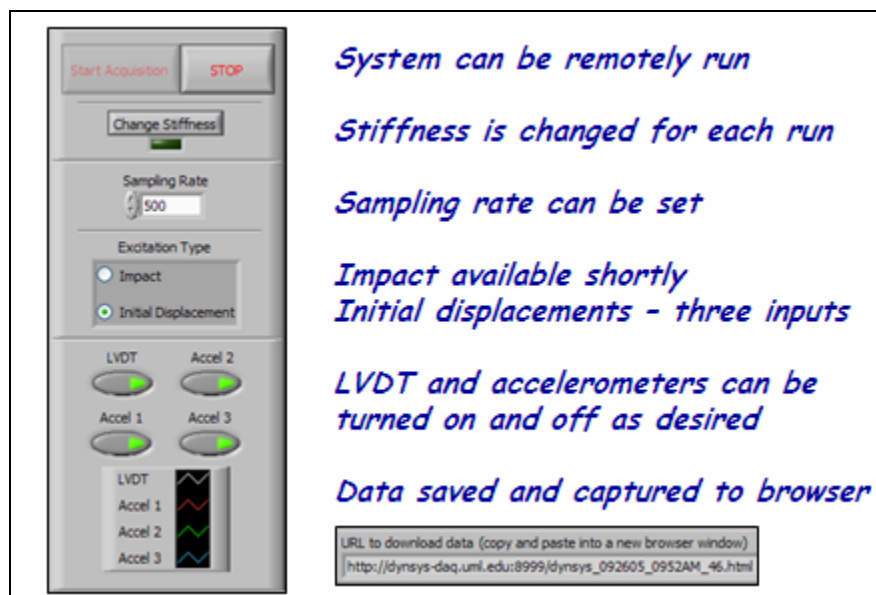 Start Acquisition STOP
Change Stiffness
Sampling Rate
500
Excitation Type
Impact
Initial Displacement
LVDT Accel 2
Accel 1 Accel 3
LVDT
Accel 1
Accel 2
Accel 3
System can be remotely run
Stiffness is changed for each run
Sampling rate can be set
Impact available shortly
Initial displacements - three inputs
LVDT and accelerometers can be
turned on and off as desired
Data saved and captured to browser
URL to download data (copy and paste into a new browser window)
http://dynsys-daq.uml.edu:8999/dynsys_092605_0952AM_46.html